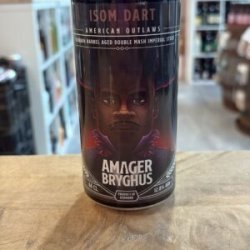 ISOM DART
AMERICAN OUTLAWS
BOURBON BARREL AGED DOUBLE MASH IMPERIAL STOUT
AMAGER
BRYGHUS